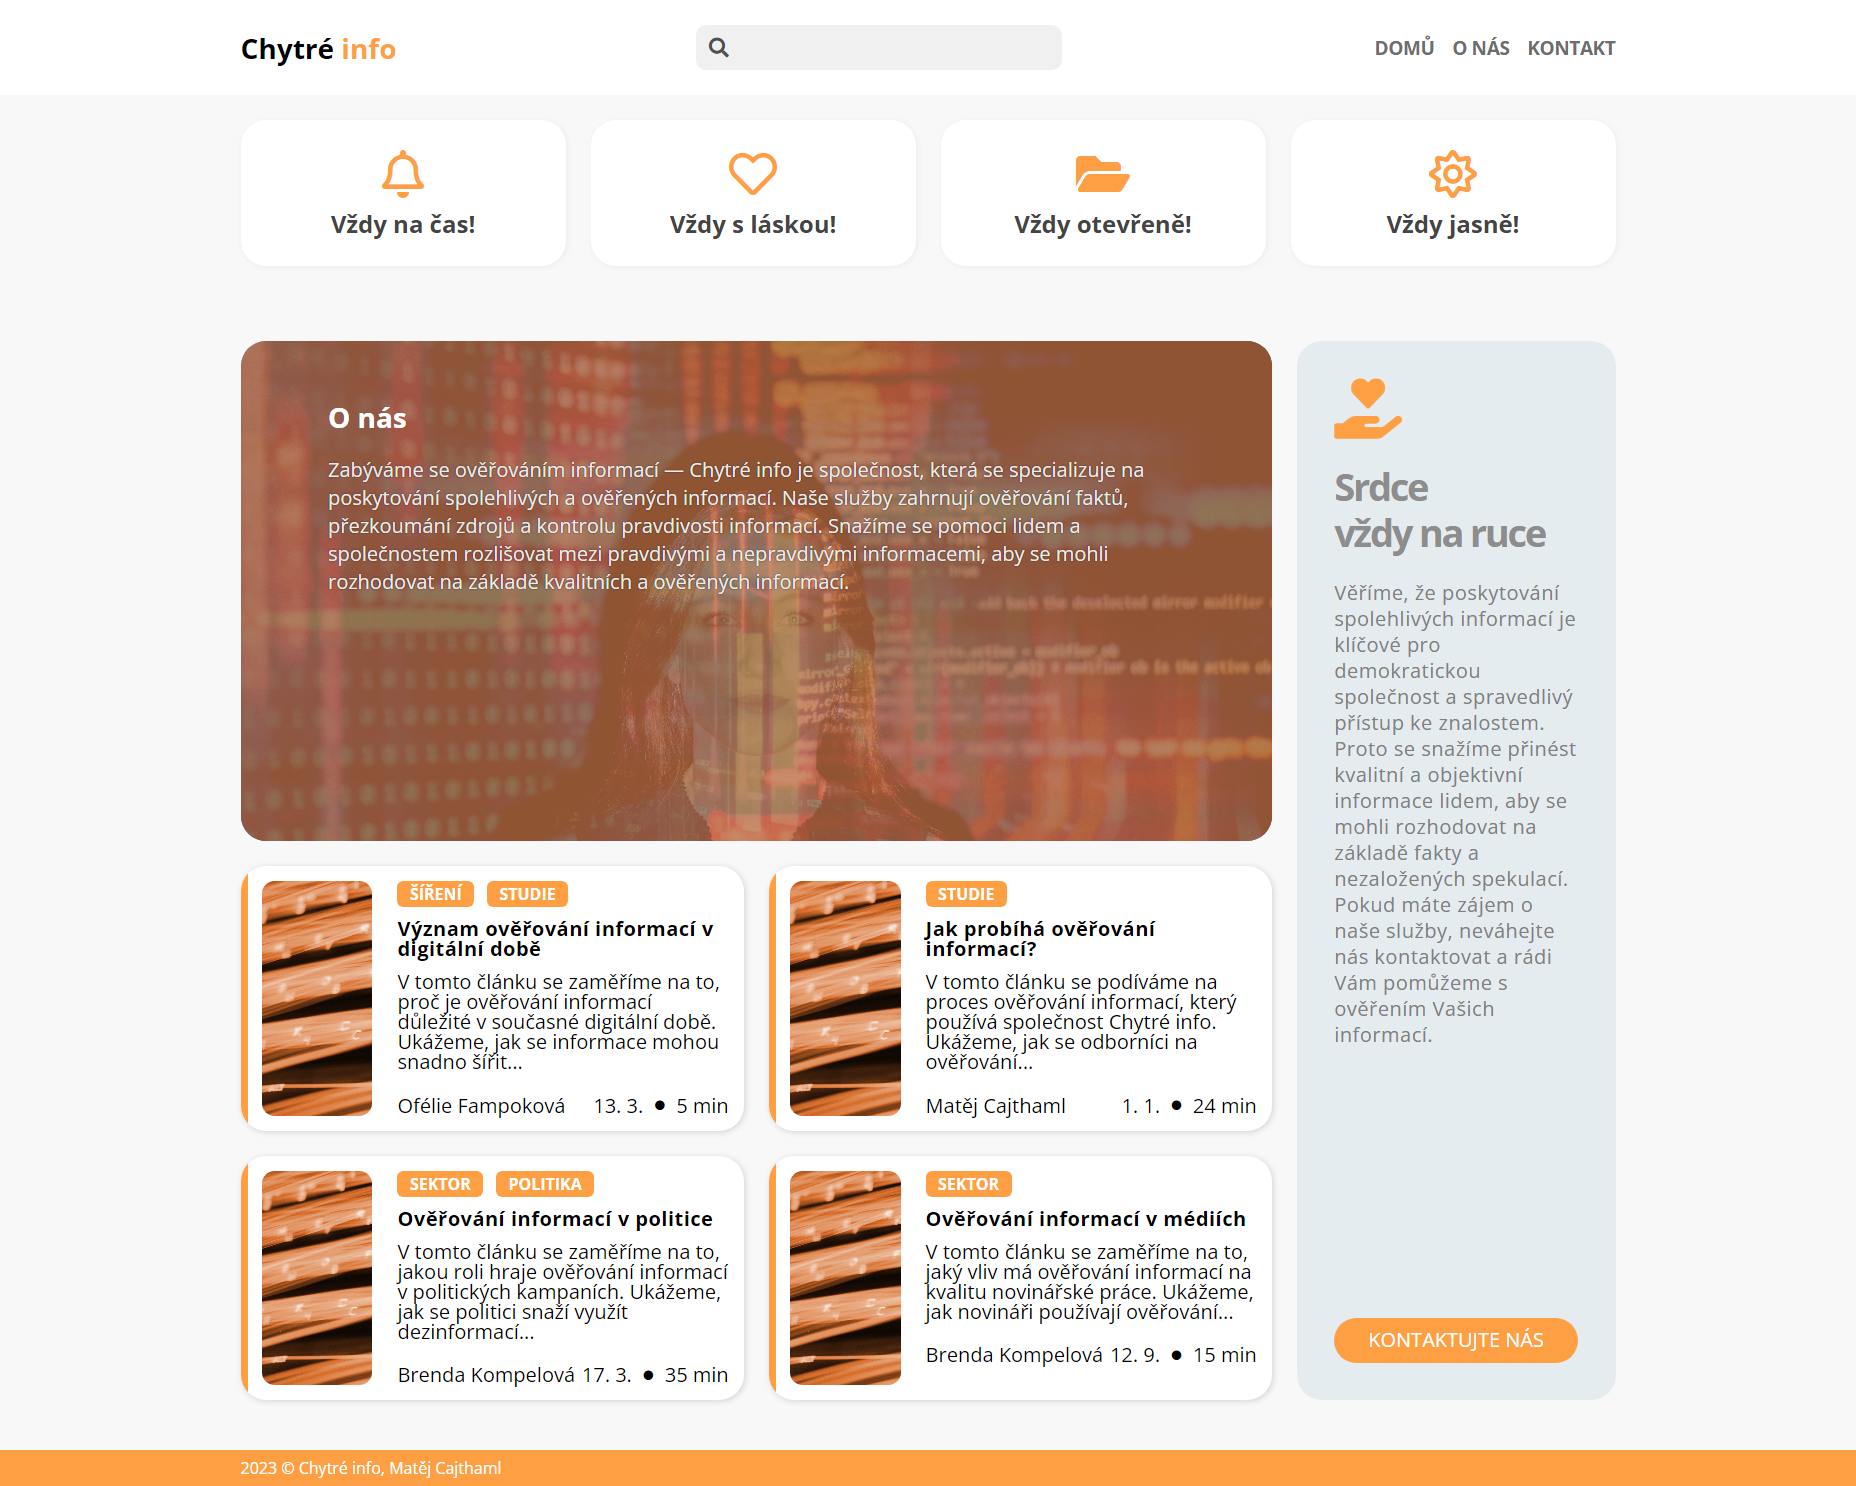 Chytré info
DOMŮ O NÁS KONTAKT
Vždy na čas!
Vždy s láskou!
Vždy otevřeně!
Vždy jasně!
O nás
Zabýváme se ověřováním informací — Chytré info je společnost, která se specializuje na
poskytování spolehlivých a ověřených informací. Naše služby zahrnují ověřování faktů,
přezkoumání zdrojů a kontrolu pravdivosti informací. Snažíme se pomoci lidem a
společnostem rozlišovat mezi pravdivými a nepravdivými informacemi, aby se mohli
rozhodovat na základě kvalitních a ověřených informací.
Srdce
vždy na ruce
Věříme, že poskytování
spolehlivých informací je
klíčové pro
demokratickou
společnost a spravedlivý
přístup ke znalostem.
Proto se snažíme přinést
kvalitní a objektivní
informace lidem, aby se
mohli rozhodovat na
základě fakty a
nezaložených spekulací.
Pokud máte zájem o
naše služby, neváhejte
nás kontaktovat a rádi
Vám pomůžeme s
ověřením Vašich
informací.
KONTAKTUJTE NÁS
ŠÍŘENÍ STUDIE
Význam ověřování informací v
digitální době
V tomto článku se zaměříme na to,
proč je ověřování informací
důležité v současné digitální době.
Ukážeme, jak se informace mohou
snadno šířit...
Ofélie Fampoková 13. 3. ● 5 min
STUDIE
Jak probíhá ověřování
informací?
V tomto článku se podíváme na
proces ověřování informací, který
používá společnost Chytré info.
Ukážeme, jak se odborníci na
ověřování...
Matěj Cajthaml 1. 1. ● 24 min
SEKTOR POLITIKA
Ověřování informací v politice
V tomto článku se zaměříme na to,
jakou roli hraje ověřování informací
v politických kampaních. Ukážeme,
jak se politici snaží využít
dezinformací...
Brenda Kompelová 17. 3. ● 35 min
SEKTOR
Ověřování informací v médiích
V tomto článku se zaměříme na to,
jaký vliv má ověřování informací na
kvalitu novinářské práce. Ukážeme,
jak novináři používají ověřování...
Brenda Kompelová 12. 9. ● 15 min
2023 © Chytré info, Matěj Cajthaml